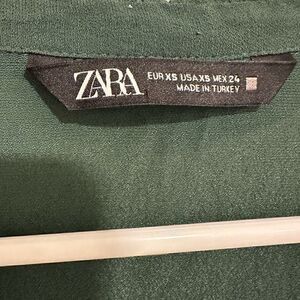 ZARA
EUR XS USA XS MEX 24
MADE IN TURKEY